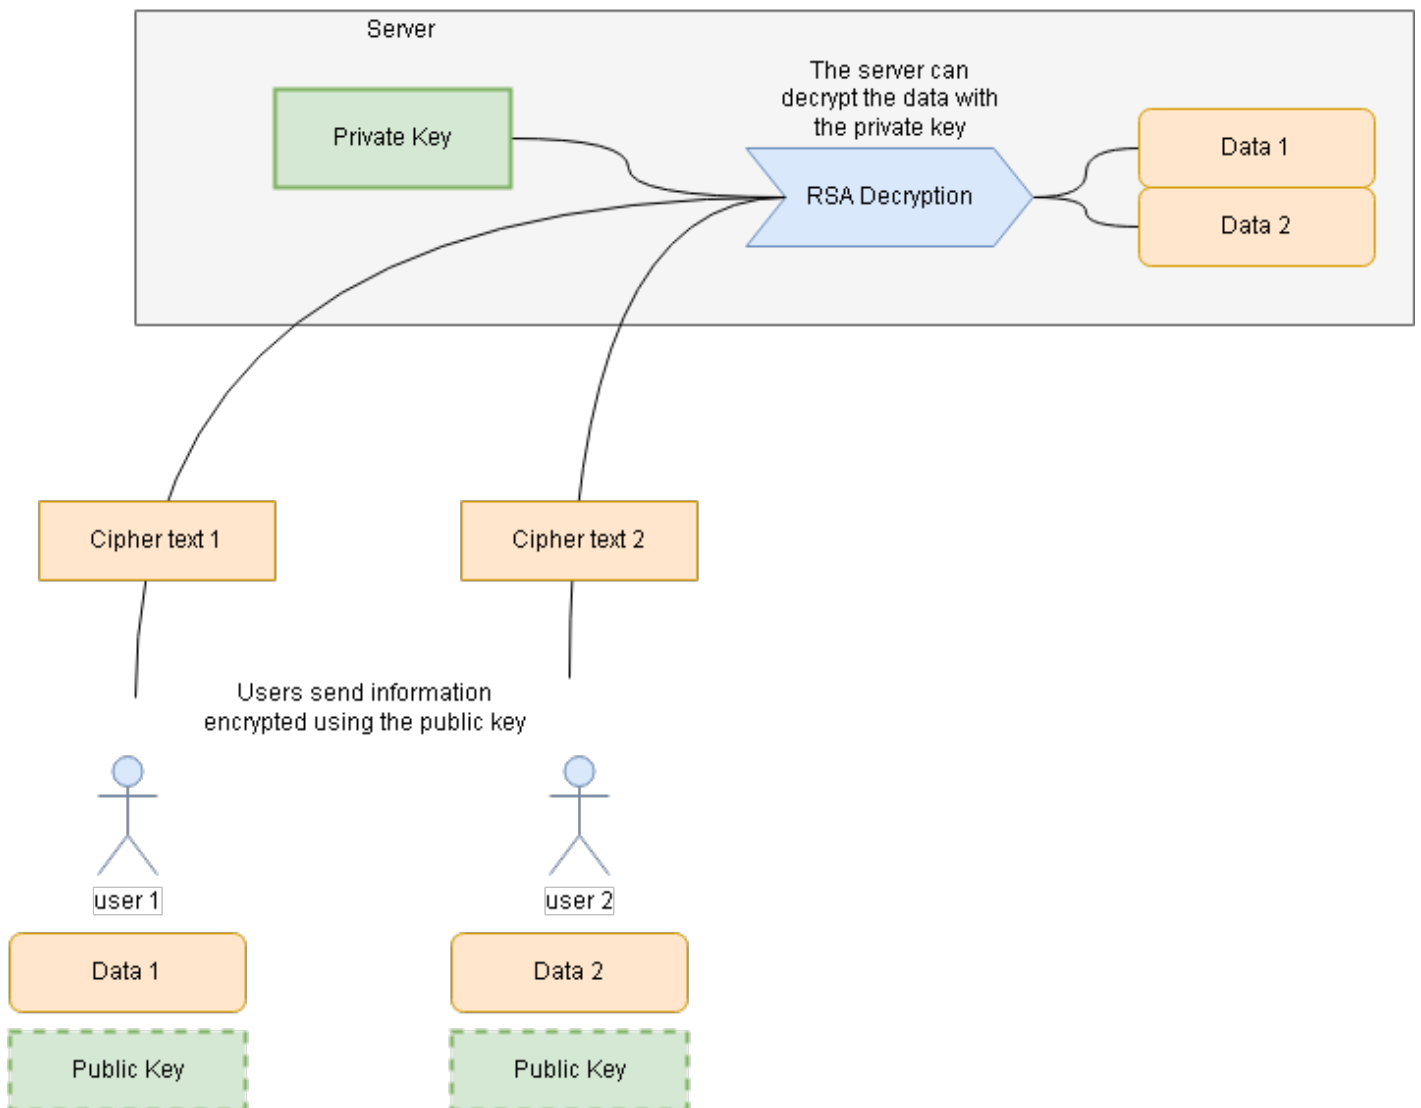 Server
The server can
decrypt the data with
the private key
Private Key
RSA Decryption
Data 1
Data 2
Cipher text 1
Cipher text 2
Users send information
encrypted using the public key
user 1
user 2
Data 1
Data 2
Public Key
Public Key